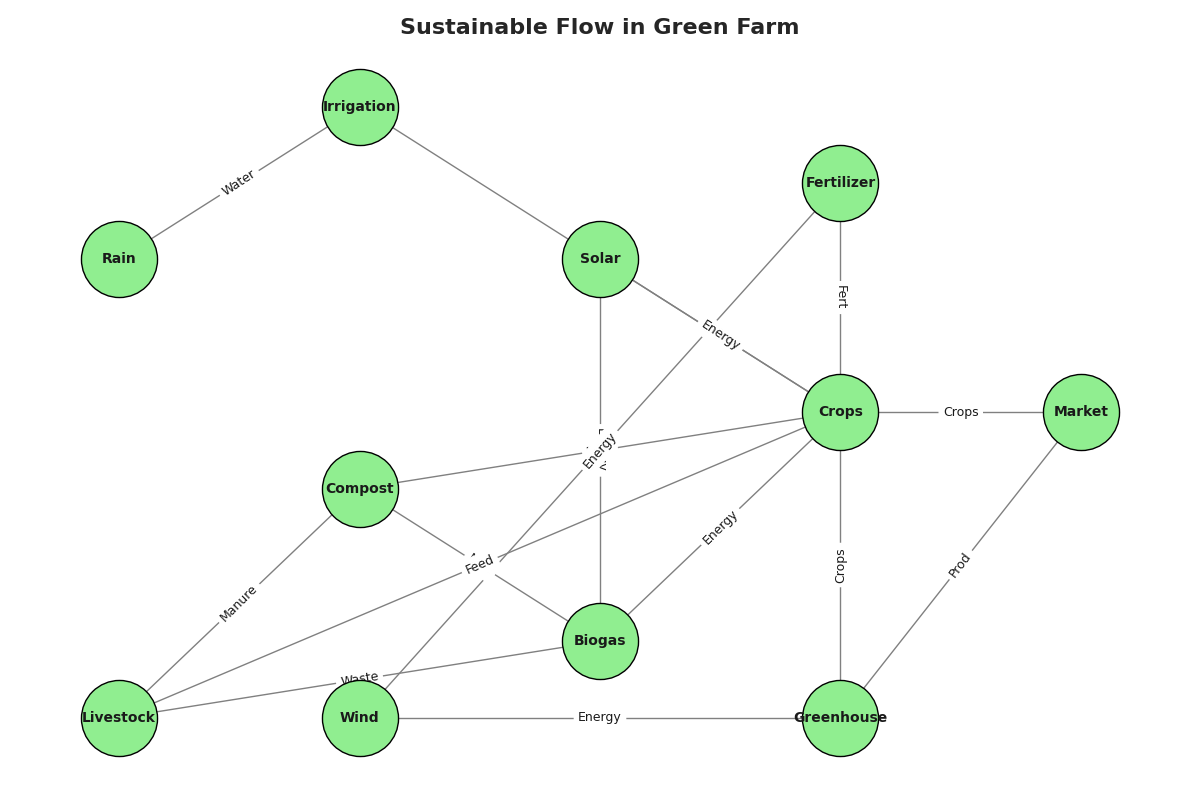 Sustainable Flow in Green Farm
Irrigation
Water
Fertilizer
Rain
Solar
Fert
Energy
Crops
Crops
Market
Energy
Compost
Energy
Feed
Crops
Prod
Manure
Biogas
Waste
Livestock
Wind
Energy
Greenhouse